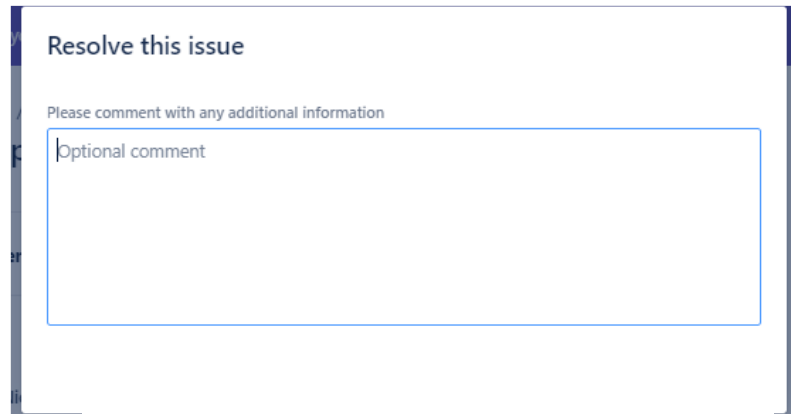 Resolve this issue
Please comment with any additional information
Optional comment